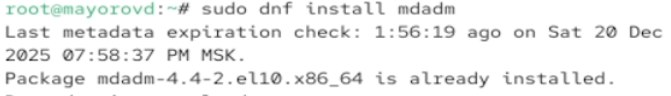 root@mayorovd:~# sudo dnf install mdadm
Last metadata expiration check: 1:56:19 ago on Sat 20 Dec
2025 07:58:37 PM MSK.
Package mdadm-4.4-2.el10.x86_64 is already installed.